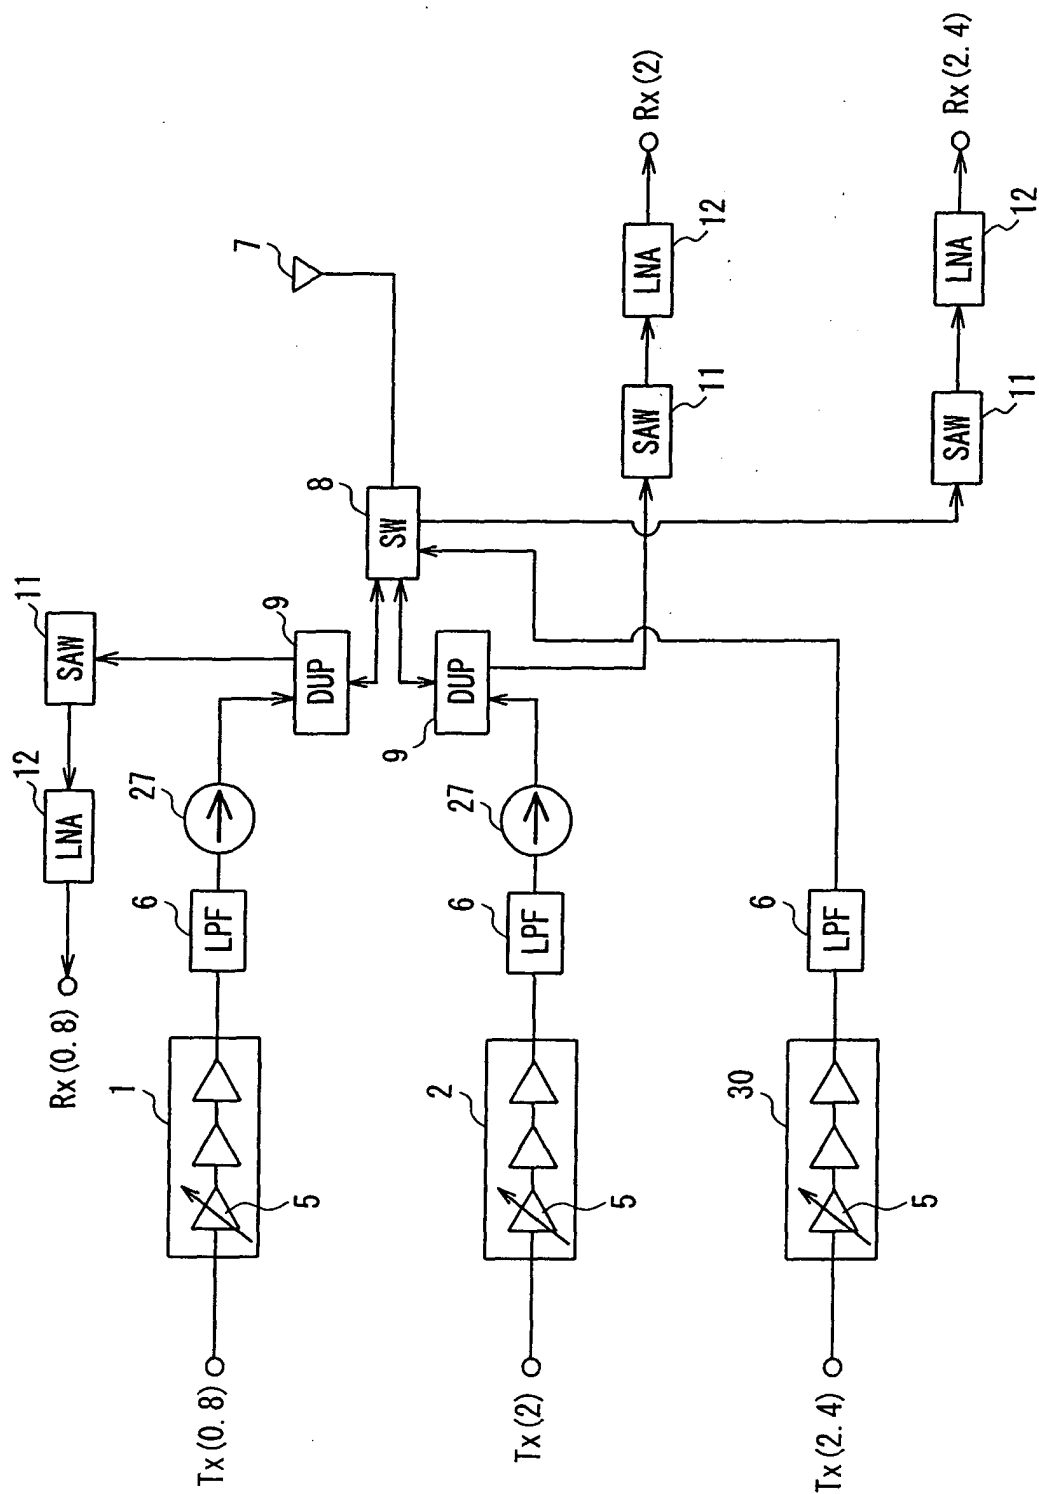 Rx(0.8)
12
LNA
11
SAW
Tx(0.8)
1
5
6
LPF
27
9
DUP
7
8
SW
Tx(2)
2
5
6
LPF
27
9
DUP
11
SAW
12
LNA
Rx(2)
Tx(2.4)
30
5
6
LPF
11
SAW
12
LNA
Rx(2.4)